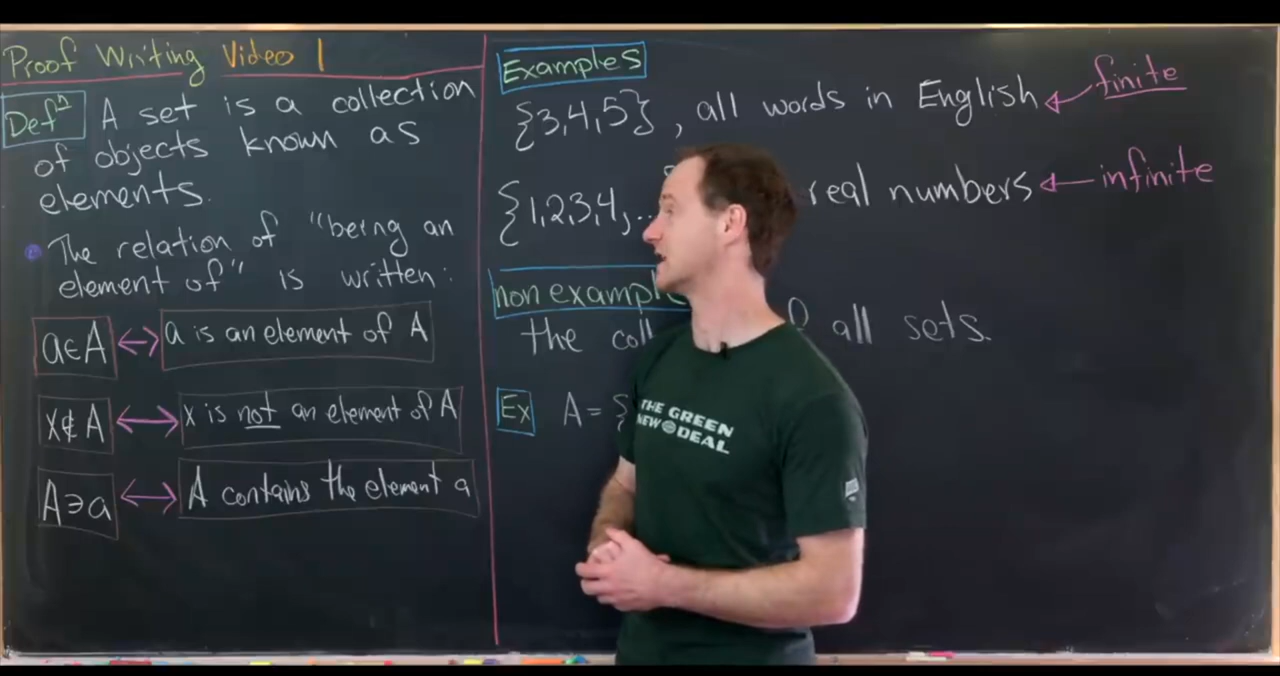 Proof Writing Video 1
Defⁿ A set is a collection
of objects known as
elements.
The relation of "being an
element of" is written:
a∈A ↔ a is an element of A
x∉A ↔ x is not an element of A
A∋a ↔ A contains the element a
Examples
{3,4,5}, all words in English ← finite
{1,2,3,4,... real numbers ← infinite
the all sets.
Ex A = {
THE GREEN
NEW DEAL